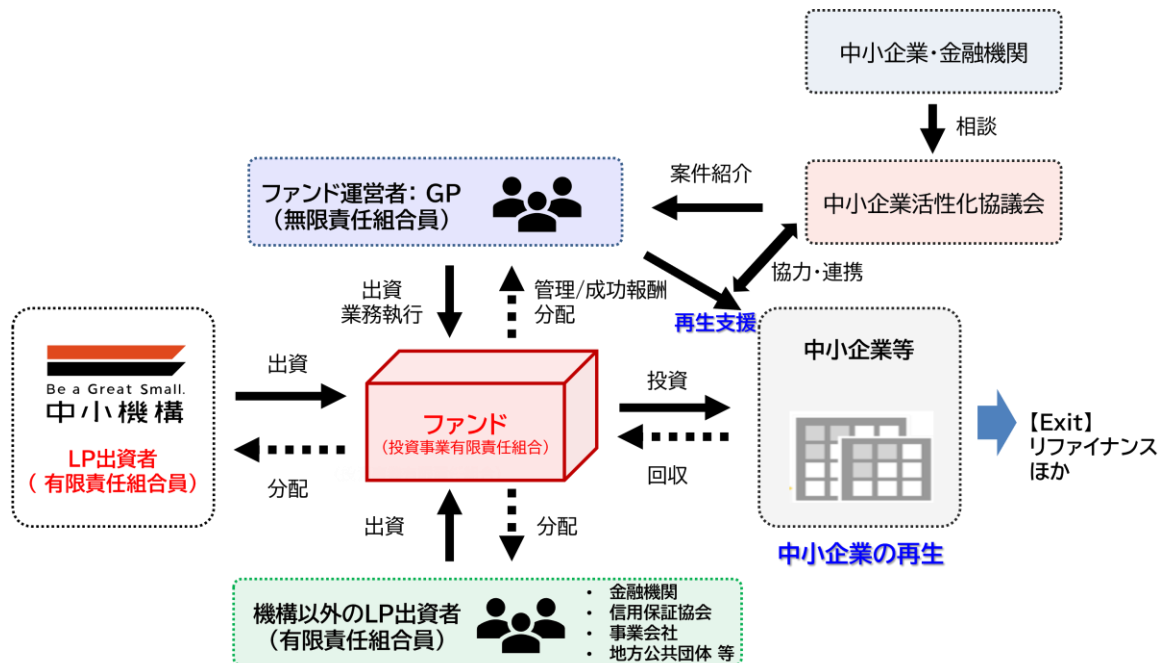 中小企業・金融機関
相談
中小企業活性化協議会
案件紹介
協力・連携
ファンド運営者: GP
（無限責任組合員）
出資
業務執行
管理/成功報酬
分配
再生支援
Be a Great Small.
中小機構
LP出資者
（ 有限責任組合員）
出資
分配
ファンド
（投資事業有限責任組合）
投資
回収
中小企業等
中小企業の再生
【Exit】
リファイナンス
ほか
出資
分配
機構以外のLP出資者
（有限責任組合員）
・ 金融機関
・ 信用保証協会
・ 事業会社
・ 地方公共団体 等